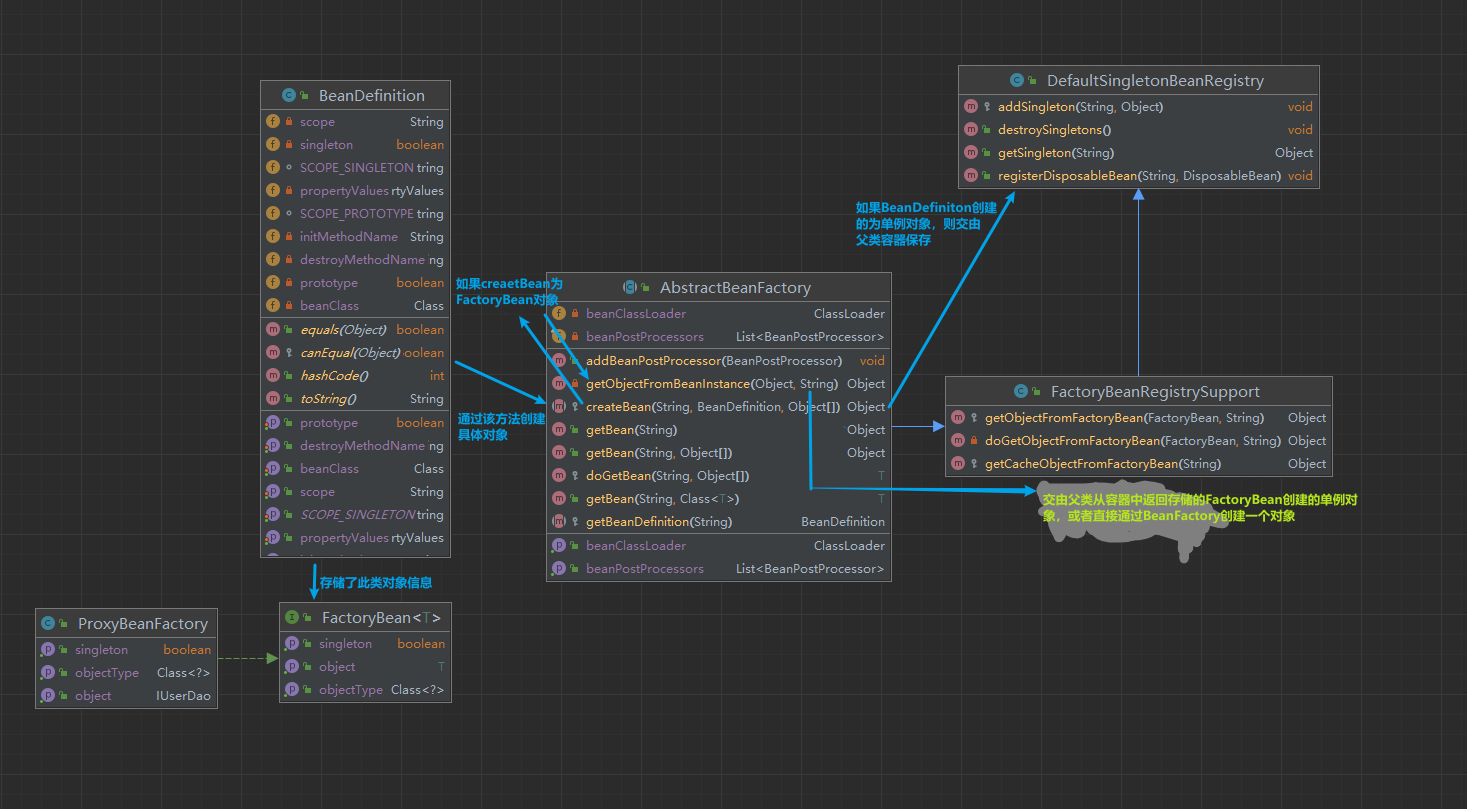 BeanDefinition
scope String
singleton boolean
SCOPE_SINGLETON tring
propertyValues rtyValues
SCOPE_PROTOTYPE tring
initMethodName String
destroyMethodName ng
prototype boolean
beanClass Class
equals(Object) boolean
canEqual(Object) oolean
hashCode() int
toString() String
prototype boolean
destroyMethodName ng
beanClass Class
scope String
SCOPE_SINGLETON tring
propertyValues rtyValues
存储了此类对象信息
ProxyBeanFactory
singleton boolean
objectType Class<?>
object IUserDao
FactoryBean<T>
singleton boolean
object T
objectType Class<?>
如果creaetBean为
FactoryBean对象
通过该方法创建
具体对象
AbstractBeanFactory
beanClassLoader ClassLoader
beanPostProcessors List<BeanPostProcessor>
addBeanPostProcessor(BeanPostProcessor) void
getObjectFromBeanInstance(Object, String) Object
createBean(String, BeanDefinition, Object[]) Object
getBean(String) Object
getBean(String, Object[]) Object
doGetBean(String, Object[]) T
getBean(String, Class<T>) T
getBeanDefinition(String) BeanDefinition
beanClassLoader ClassLoader
beanPostProcessors List<BeanPostProcessor>
如果BeanDefiniton创建
的为单例对象，则交由
父类容器保存
DefaultSingletonBeanRegistry
addSingleton(String, Object) void
destroySingletons() void
getSingleton(String) Object
registerDisposableBean(String, DisposableBean) void
FactoryBeanRegistrySupport
getObjectFromFactoryBean(FactoryBean, String) Object
doGetObjectFromFactoryBean(FactoryBean, String) Object
getCacheObjectFromFactoryBean(String) Object
交由父类从容器中返回存储的FactoryBean创建的单例对
象，或者直接通过BeanFactory创建一个对象